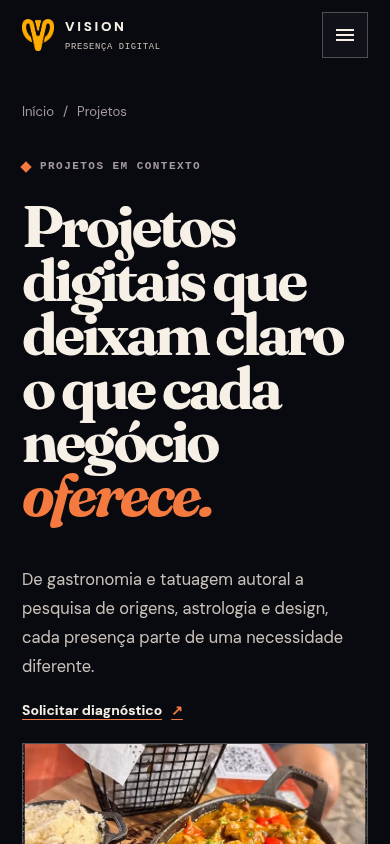 VISION
PRESENÇA DIGITAL
Início / Projetos
PROJETOS EM CONTEXTO
Projetos
digitais que
deixam claro
o que cada
negócio
oferece.
De gastronomia e tatuagem autoral a
pesquisa de origens, astrologia e design,
cada presença parte de uma necessidade
diferente.
Solicitar diagnóstico ↗